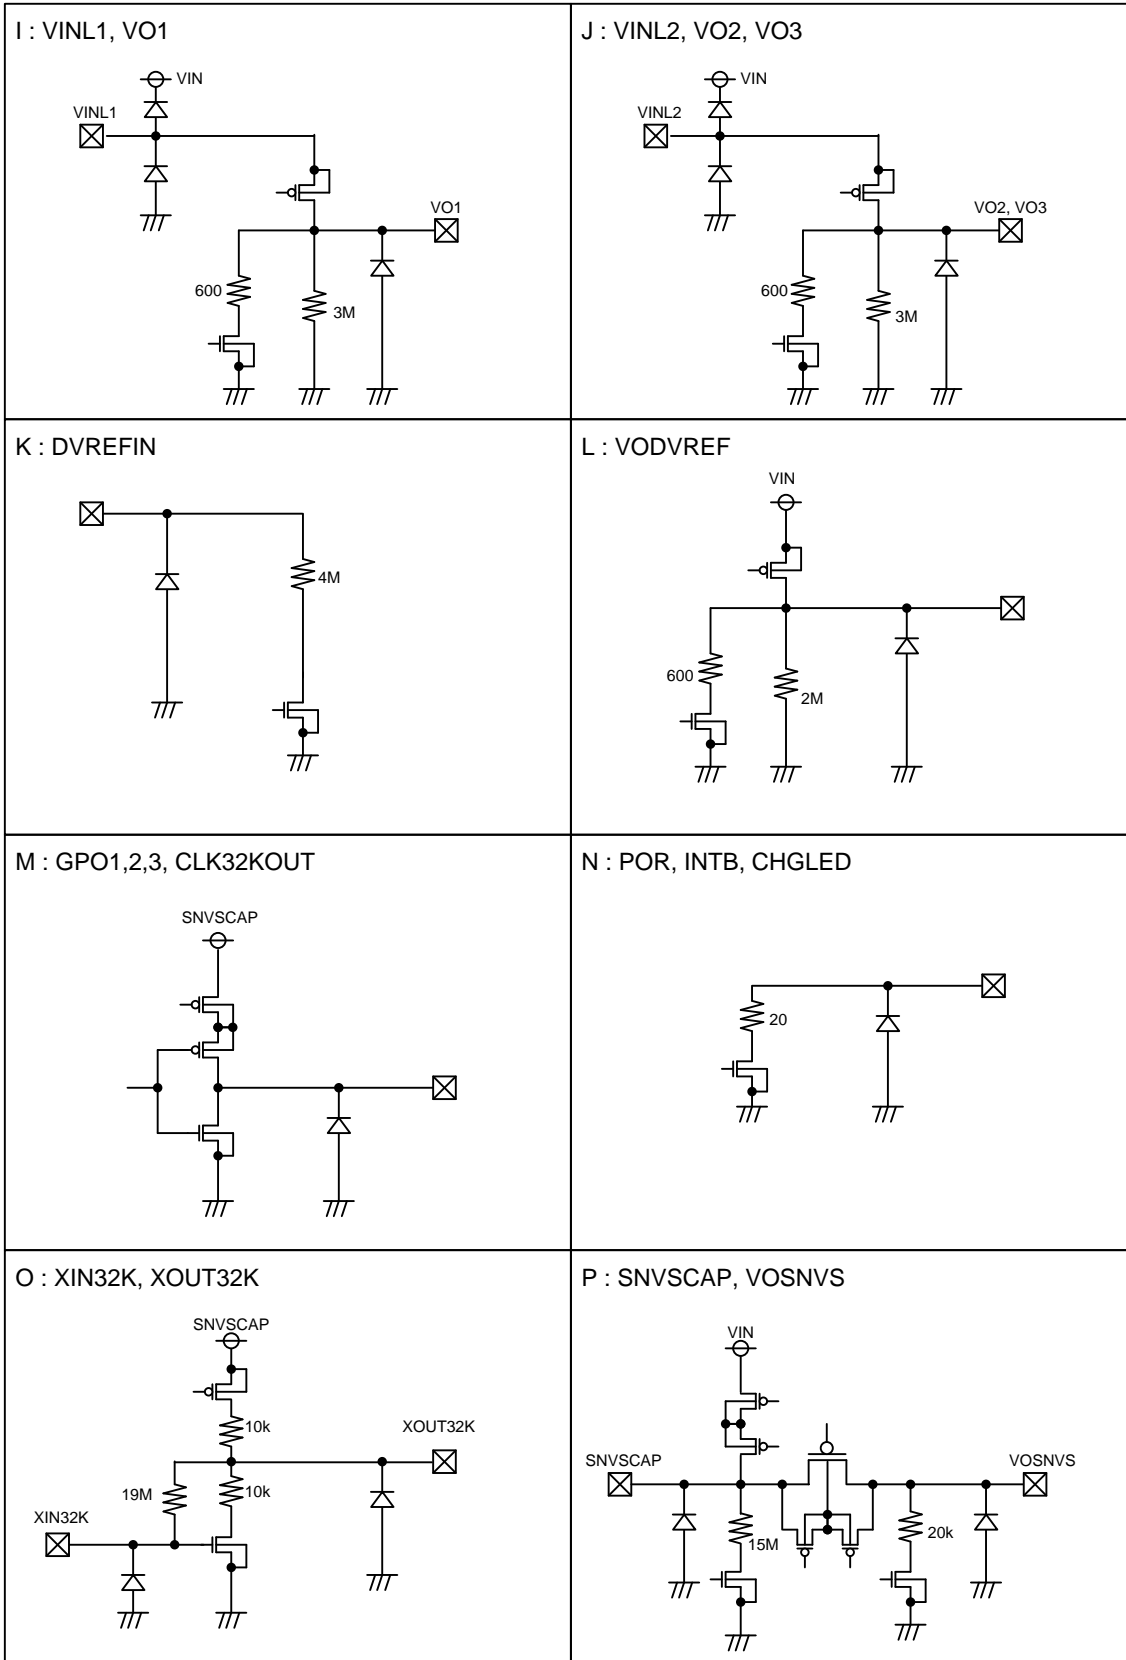 I : VINL1, VO1
VIN
VINL1
VO1
600
3M
J : VINL2, VO2, VO3
VIN
VINL2
VO2, VO3
600
3M
K : DVREFIN
4M
L : VODVREF
VIN
600
2M
M : GPO1,2,3, CLK32KOUT
SNVSCAP
N : POR, INTB, CHGLED
20
O : XIN32K, XOUT32K
SNVSCAP
10k
XOUT32K
19M
10k
XIN32K
P : SNVSCAP, VOSNVS
VIN
SNVSCAP
VOSNVS
15M
20k